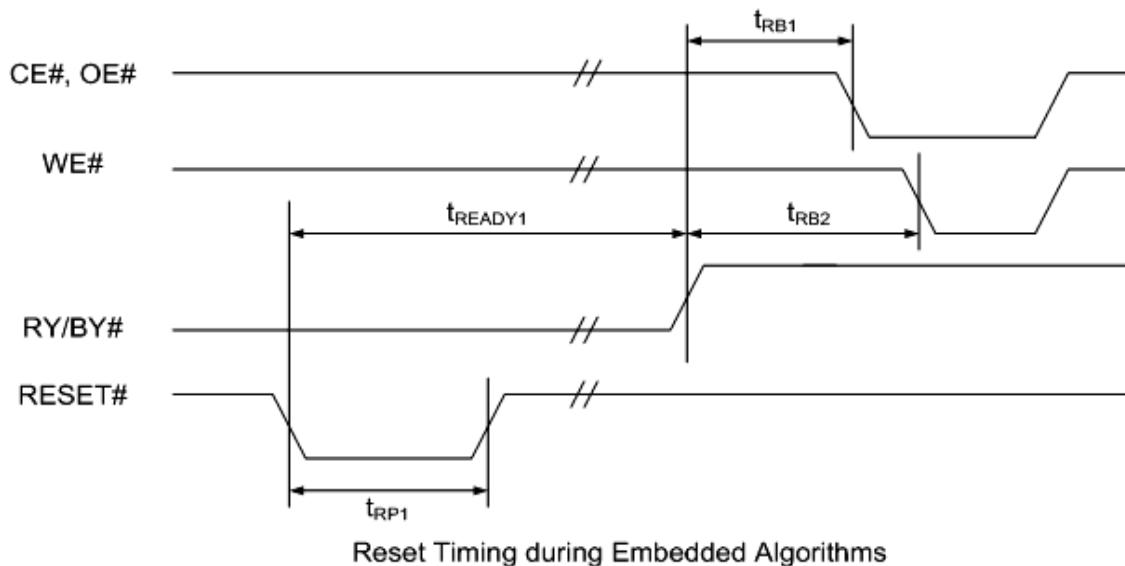 tRB1
CE#, OE#
WE#
tREADY1
tRB2
RY/BY#
RESET#
tRP1
Reset Timing during Embedded Algorithms